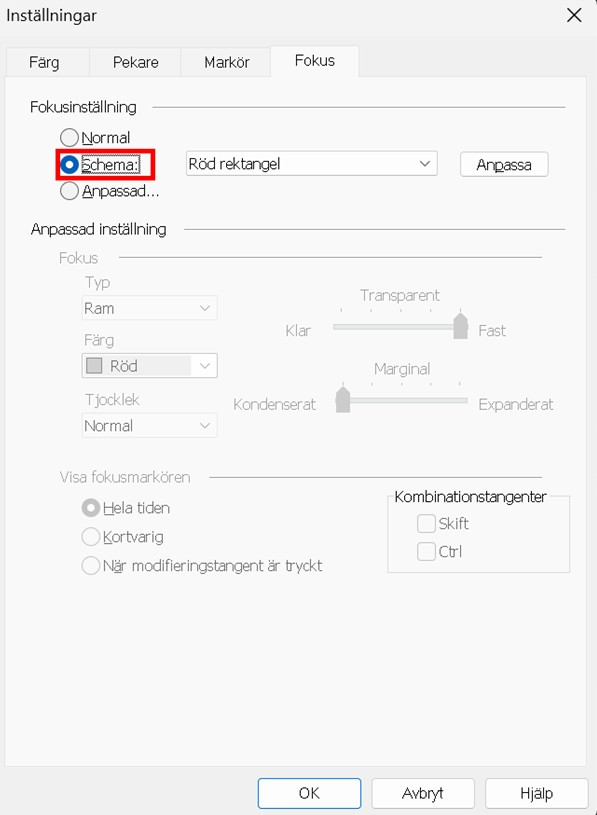 Inställningar
Färg Pekare Markör Fokus
Fokusinställning
Normal
Schema: Röd rektangel Anpassa
Anpassad...
Anpassad inställning
Fokus
Typ
Ram
Transparent
Klar Fast
Färg
Röd
Marginal
Kondenserat Expanderat
Tjocklek
Normal
Visa fokusmarkören
Hela tiden
Kortvarig
När modifieringstangent är tryckt
Kombinationstangenter
Skift
Ctrl
OK Avbryt Hjälp